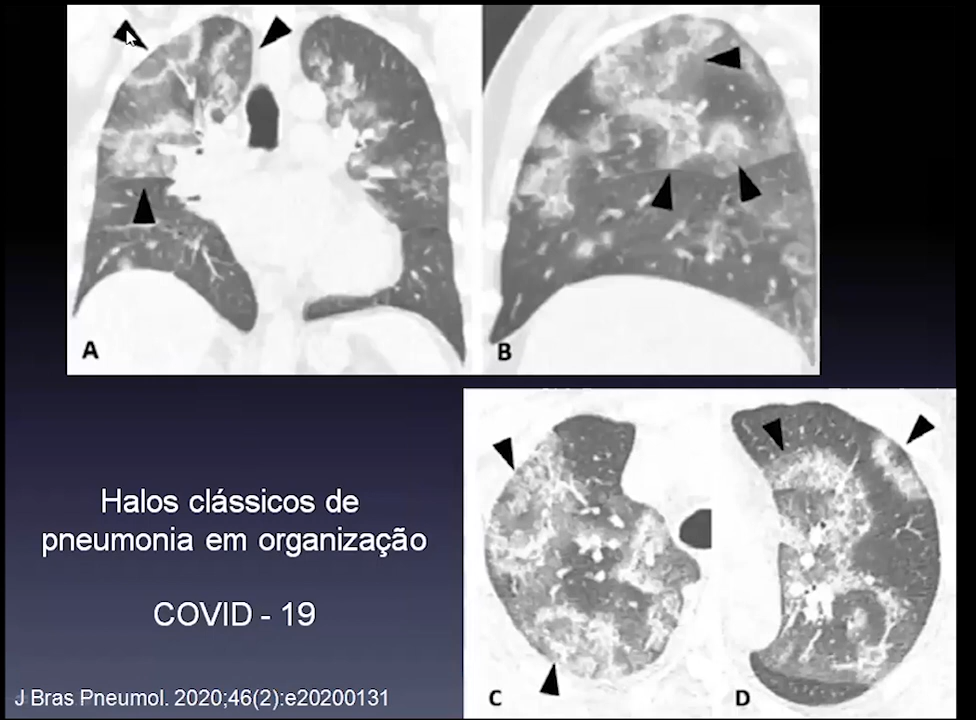 A
B
Halos clássicos de
pneumonia em organização
COVID - 19
J Bras Pneumol. 2020;46(2):e20200131
C
D